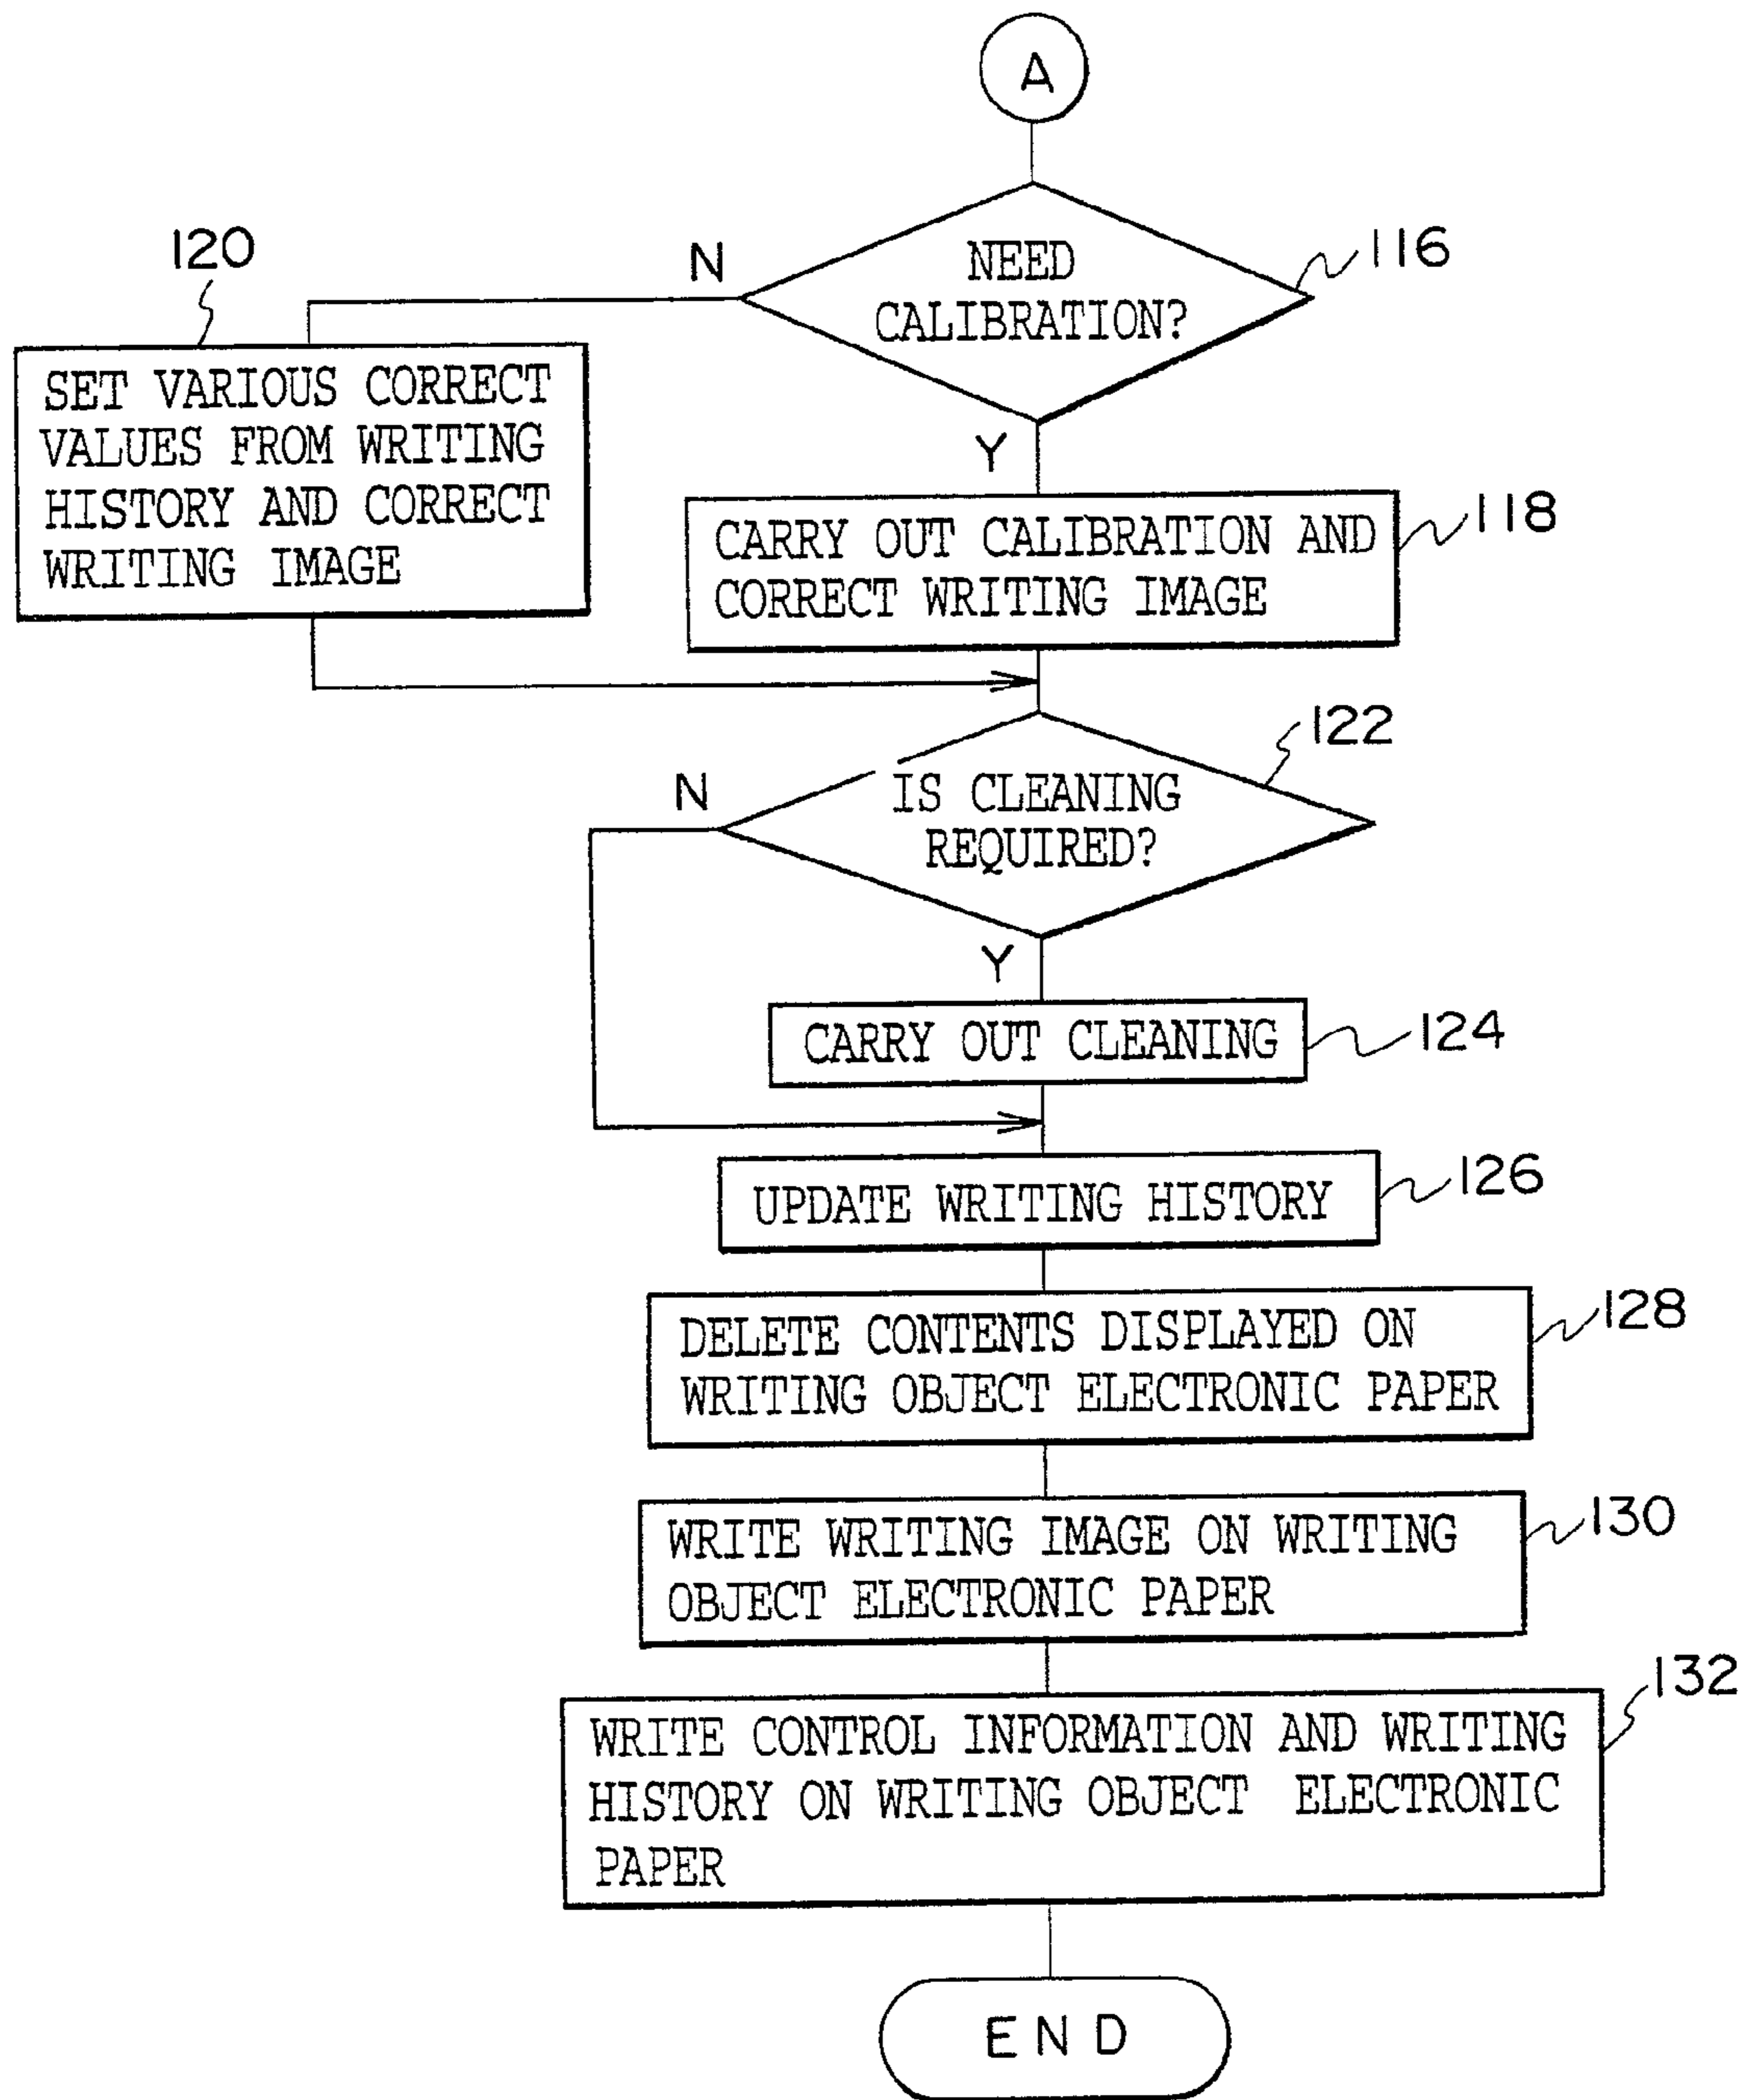 A
NEED
CALIBRATION?
116
N
120
SET VARIOUS CORRECT
VALUES FROM WRITING
HISTORY AND CORRECT
WRITING IMAGE
Y
CARRY OUT CALIBRATION AND
CORRECT WRITING IMAGE
118
122
IS CLEANING
REQUIRED?
N
Y
CARRY OUT CLEANING
124
UPDATE WRITING HISTORY
126
DELETE CONTENTS DISPLAYED ON
WRITING OBJECT ELECTRONIC PAPER
128
WRITE WRITING IMAGE ON WRITING
OBJECT ELECTRONIC PAPER
130
WRITE CONTROL INFORMATION AND WRITING
HISTORY ON WRITING OBJECT ELECTRONIC
PAPER
132
END